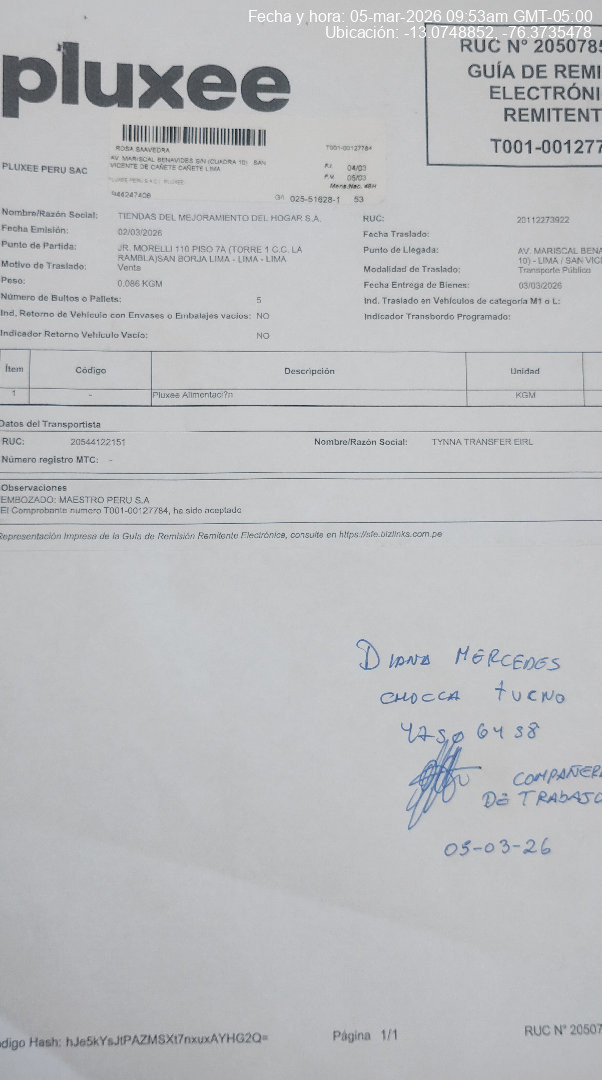 Fecha y hora: 05-mar-2026 09:53am GMT-05:00
Ubicación: -13.0748852, -76.3735478
pluxee
RUC N° 2050785
GUÍA DE REMI
ELECTRÓNI
REMITENT
T001-001277
PLUXEE PERU SAC
ROSA SAAVEDRA
T001-00127784
AV. MARISCAL BENAVIDES S/N (CUADRA 10) SAN
VICENTE DE CAÑETE CAÑETE LIMA
F.I. 04/03
F.V. 05/03
946247406
025-51628-1 53
Nombre/Razón Social: TIENDAS DEL MEJORAMIENTO DEL HOGAR S.A.
RUC: 20112273922
Fecha Emisión: 02/03/2026
Fecha Traslado:
Punto de Partida: JR. MORELLI 110 PISO 7A (TORRE 1 C.C. LA
RAMBLA)SAN BORJA LIMA - LIMA - LIMA
Punto de Llegada: AV. MARISCAL BENA
10) - LIMA / SAN VIC
Motivo de Traslado: Venta
Modalidad de Traslado: Transporte Público
Peso: 0.086 KGM
Fecha Entrega de Bienes: 03/03/2026
Número de Bultos o Pallets: 5
Ind. Traslado en Vehículos de categoría M1 o L:
Ind. Retorno de Vehículo con Envases o Embalajes vacíos: NO
Indicador Transbordo Programado:
Indicador Retorno Vehículo Vacío: NO
Ítem Código Descripción Unidad
1 - Pluxee Alimentaci?n KGM
Datos del Transportista
RUC: 20544122151
Nombre/Razón Social: TYNNA TRANSFER EIRL
Número registro MTC: -
Observaciones
EMBOZADO: MAESTRO PERU S.A
El Comprobante numero T001-00127784, ha sido aceptado
Representación Impresa de la Guía de Remisión Remitente Electrónica, consulte en https://sfe.bizlinks.com.pe
DIANA MERCEDES
CHOCCA TUCNO
COMPAÑERA
DE TRABAJO
05-03-26
digo Hash: hJe5kYsJtPAZMSXt7nxuxAYHG2Q=
Página 1/1
RUC N° 20507